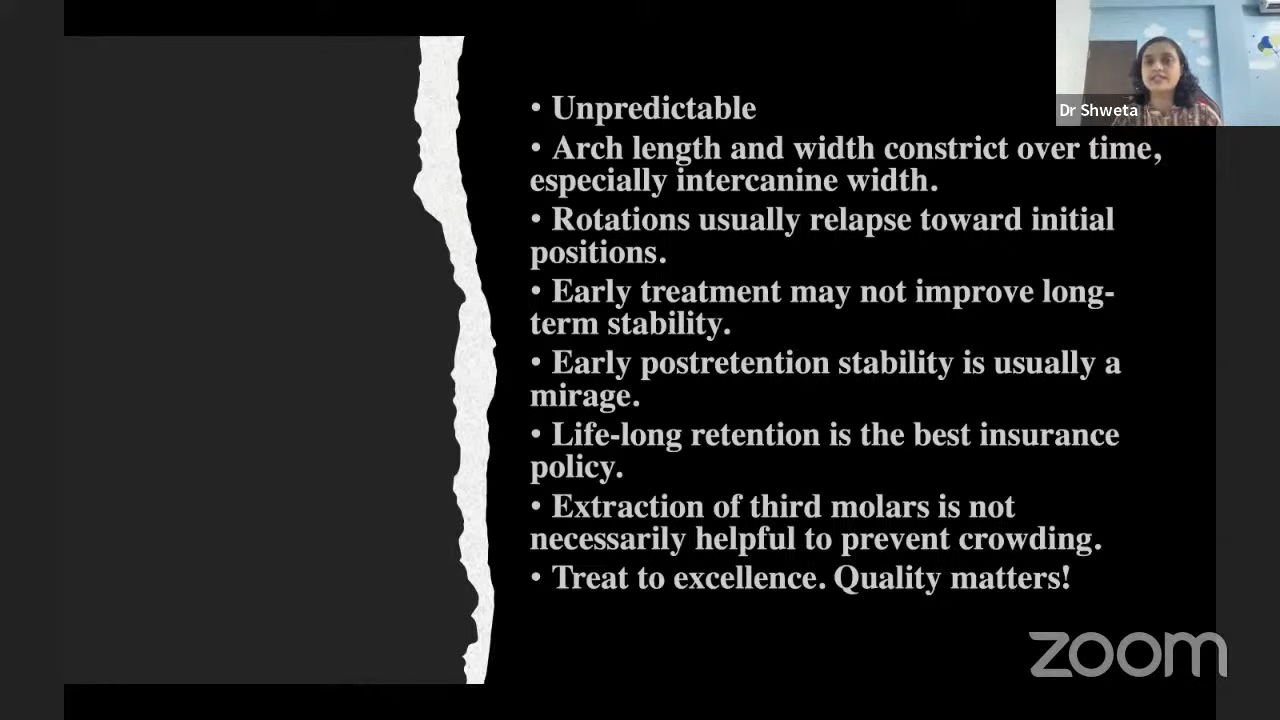 Dr Shweta
• Unpredictable
• Arch length and width constrict over time,
especially intercanine width.
• Rotations usually relapse toward initial
positions.
• Early treatment may not improve long-
term stability.
• Early postretention stability is usually a
mirage.
• Life-long retention is the best insurance
policy.
• Extraction of third molars is not
necessarily helpful to prevent crowding.
• Treat to excellence. Quality matters!
zoom